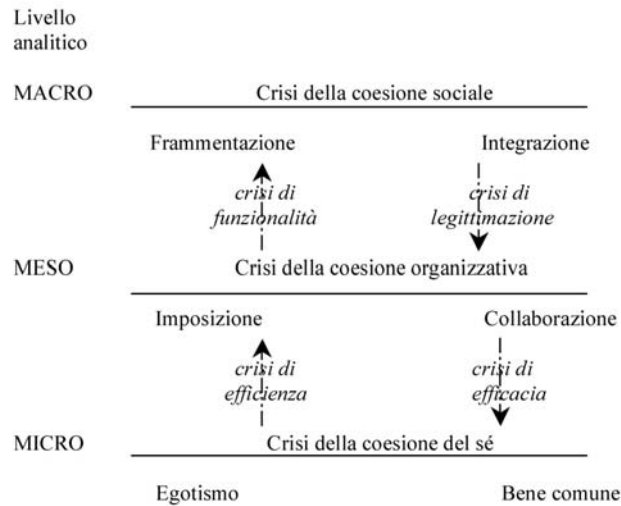 Livello
analitico
MACRO Crisi della coesione sociale
Frammentazione Integrazione
crisi di crisi di
funzionalità legittimazione
MESO Crisi della coesione organizzativa
Imposizione Collaborazione
crisi di crisi di
efficienza efficacia
MICRO Crisi della coesione del sé
Egotismo Bene comune